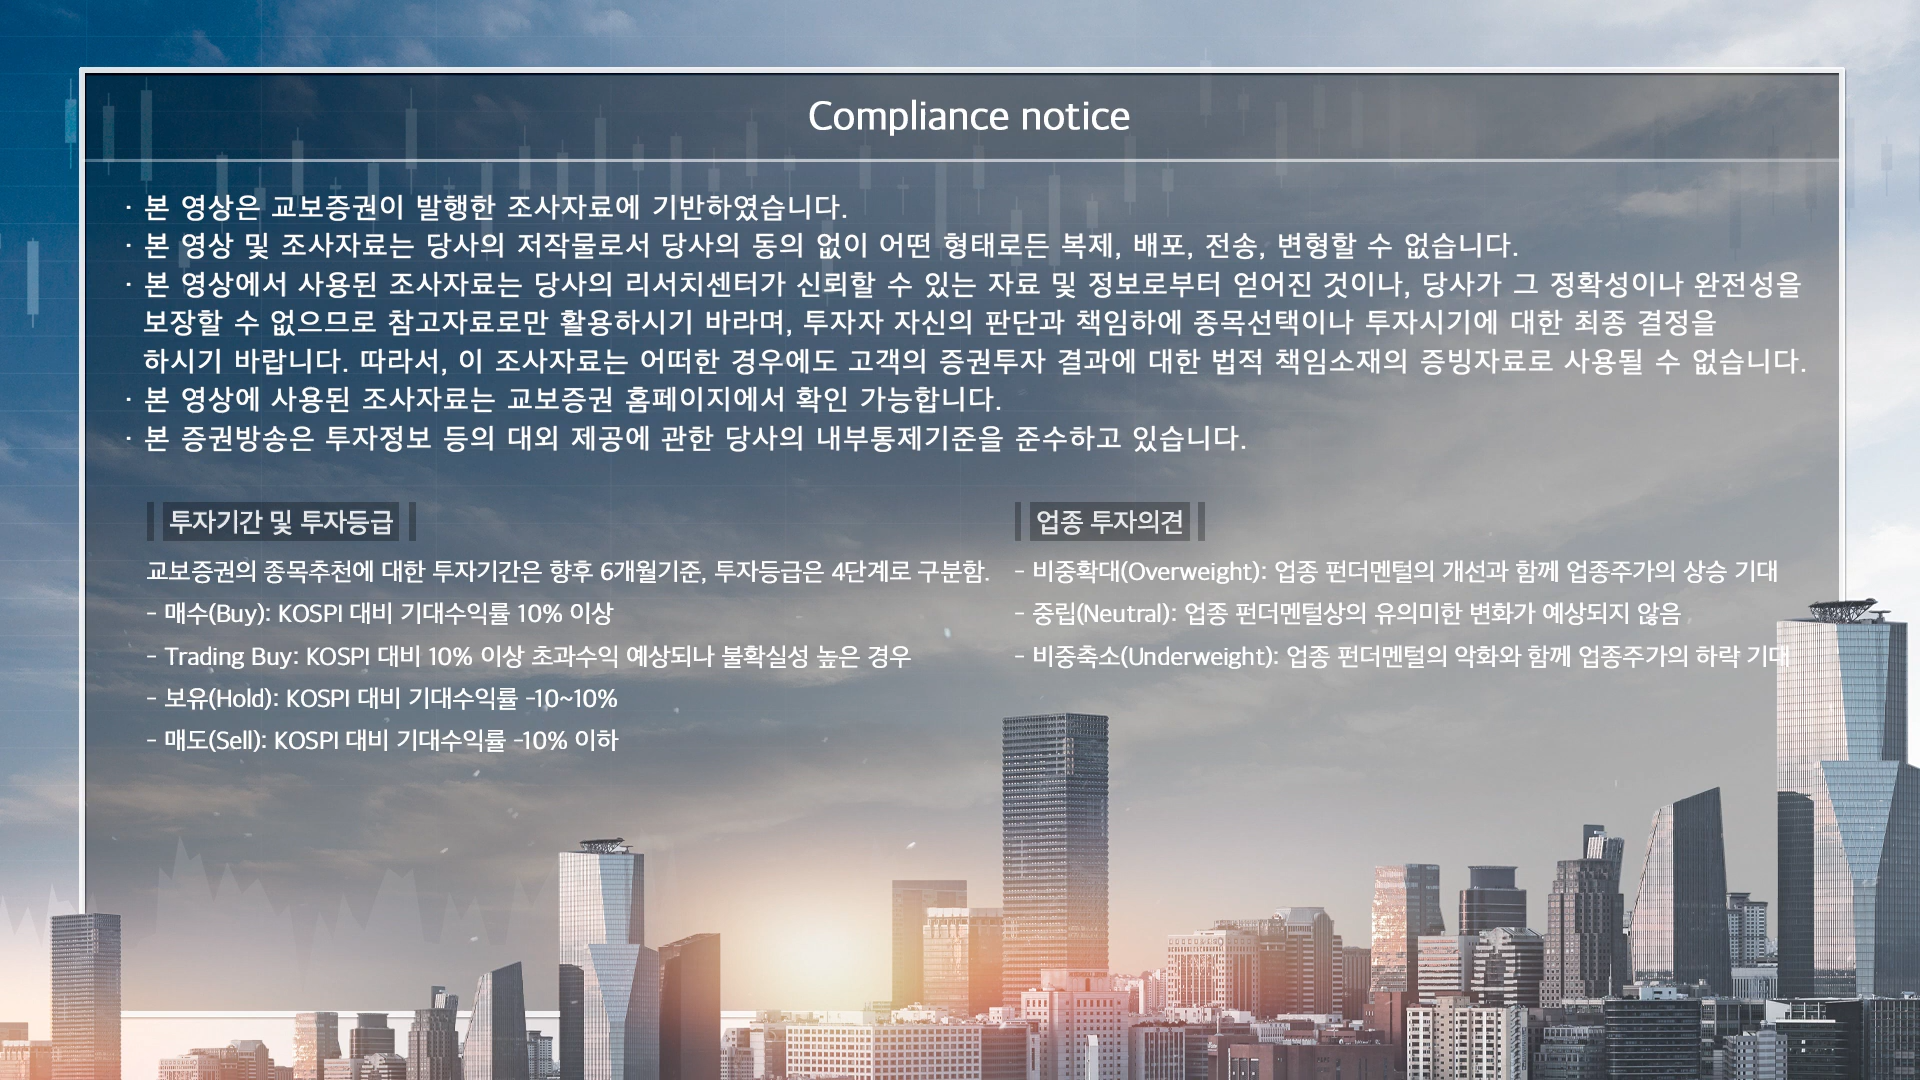 Compliance notice
· 본 영상은 교보증권이 발행한 조사자료에 기반하였습니다.
· 본 영상 및 조사자료는 당사의 저작물로서 당사의 동의 없이 어떤 형태로든 복제, 배포, 전송, 변형할 수 없습니다.
· 본 영상에서 사용된 조사자료는 당사의 리서치센터가 신뢰할 수 있는 자료 및 정보로부터 얻어진 것이나, 당사가 그 정확성이나 완전성을
보장할 수 없으므로 참고자료로만 활용하시기 바라며, 투자자 자신의 판단과 책임하에 종목선택이나 투자시기에 대한 최종 결정을
하시기 바랍니다. 따라서, 이 조사자료는 어떠한 경우에도 고객의 증권투자 결과에 대한 법적 책임소재의 증빙자료로 사용될 수 없습니다.
· 본 영상에 사용된 조사자료는 교보증권 홈페이지에서 확인 가능합니다.
· 본 증권방송은 투자정보 등의 대외 제공에 관한 당사의 내부통제기준을 준수하고 있습니다.
투자기간 및 투자등급
교보증권의 종목추천에 대한 투자기간은 향후 6개월기준, 투자등급은 4단계로 구분함.
- 매수(Buy): KOSPI 대비 기대수익률 10% 이상
- Trading Buy: KOSPI 대비 10% 이상 초과수익 예상되나 불확실성 높은 경우
- 보유(Hold): KOSPI 대비 기대수익률 -10~10%
- 매도(Sell): KOSPI 대비 기대수익률 -10% 이하
업종 투자의견
- 비중확대(Overweight): 업종 펀더멘털의 개선과 함께 업종주가의 상승 기대
- 중립(Neutral): 업종 펀더멘털상의 유의미한 변화가 예상되지 않음
- 비중축소(Underweight): 업종 펀더멘털의 악화와 함께 업종주가의 하락 기대